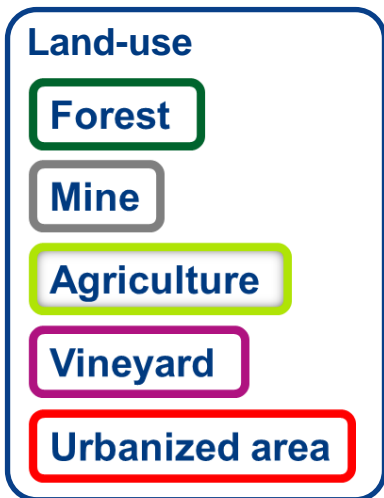 Land-use
Forest
Mine
Agriculture
Vineyard
Urbanized area